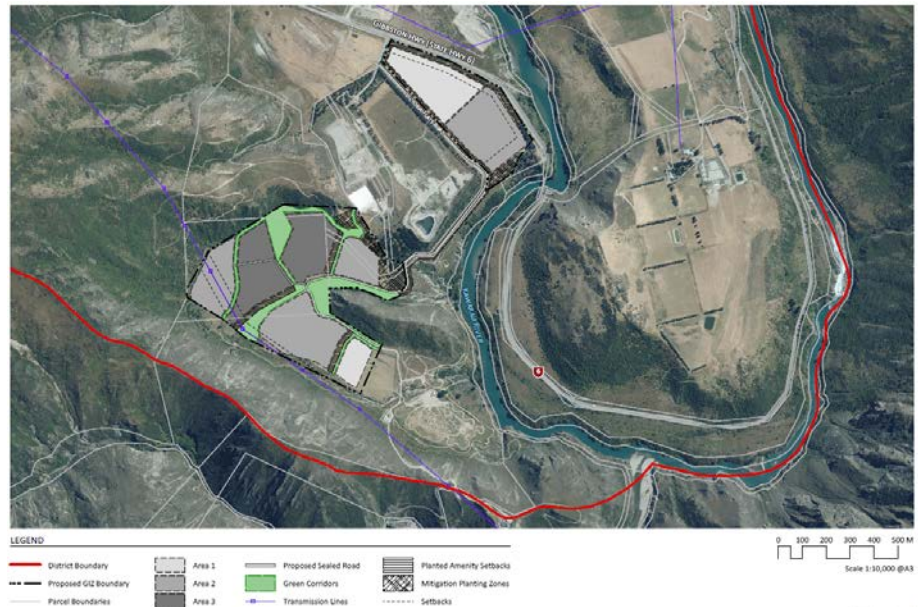 GIBBSTON HWY (STATE HWY 6)
KAWARAU RIVER
6
LEGEND
District Boundary
Proposed GIZ Boundary
Parcel Boundaries
Area 1
Area 2
Area 3
Proposed Sealed Road
Green Corridors
Transmission Lines
Planted Amenity Setbacks
Mitigation Planting Zones
Setbacks
0 100 200 300 400 500 M
Scale 1:10,000 @A3